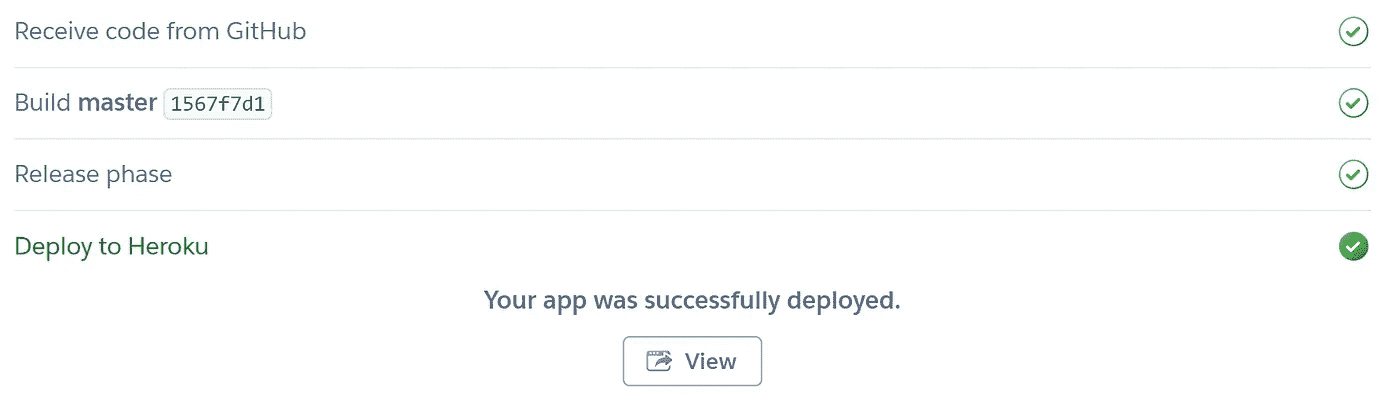 Receive code from GitHub
Build master 1567f7d1
Release phase
Deploy to Heroku
Your app was successfully deployed.
View